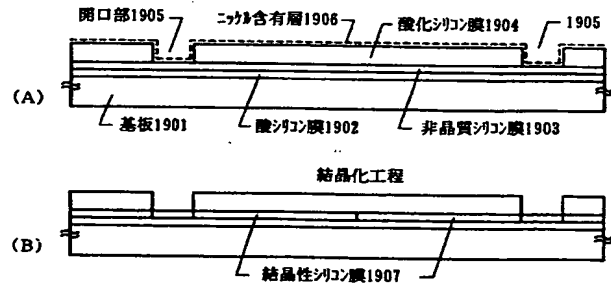 開口部1905 ニッケル含有層1906 酸化シリコン膜1904 1905
(A)
基板1901 酸シリコン膜1902 非品質シリコン膜1903
結晶化工程
(B)
結晶性シリコン膜1907